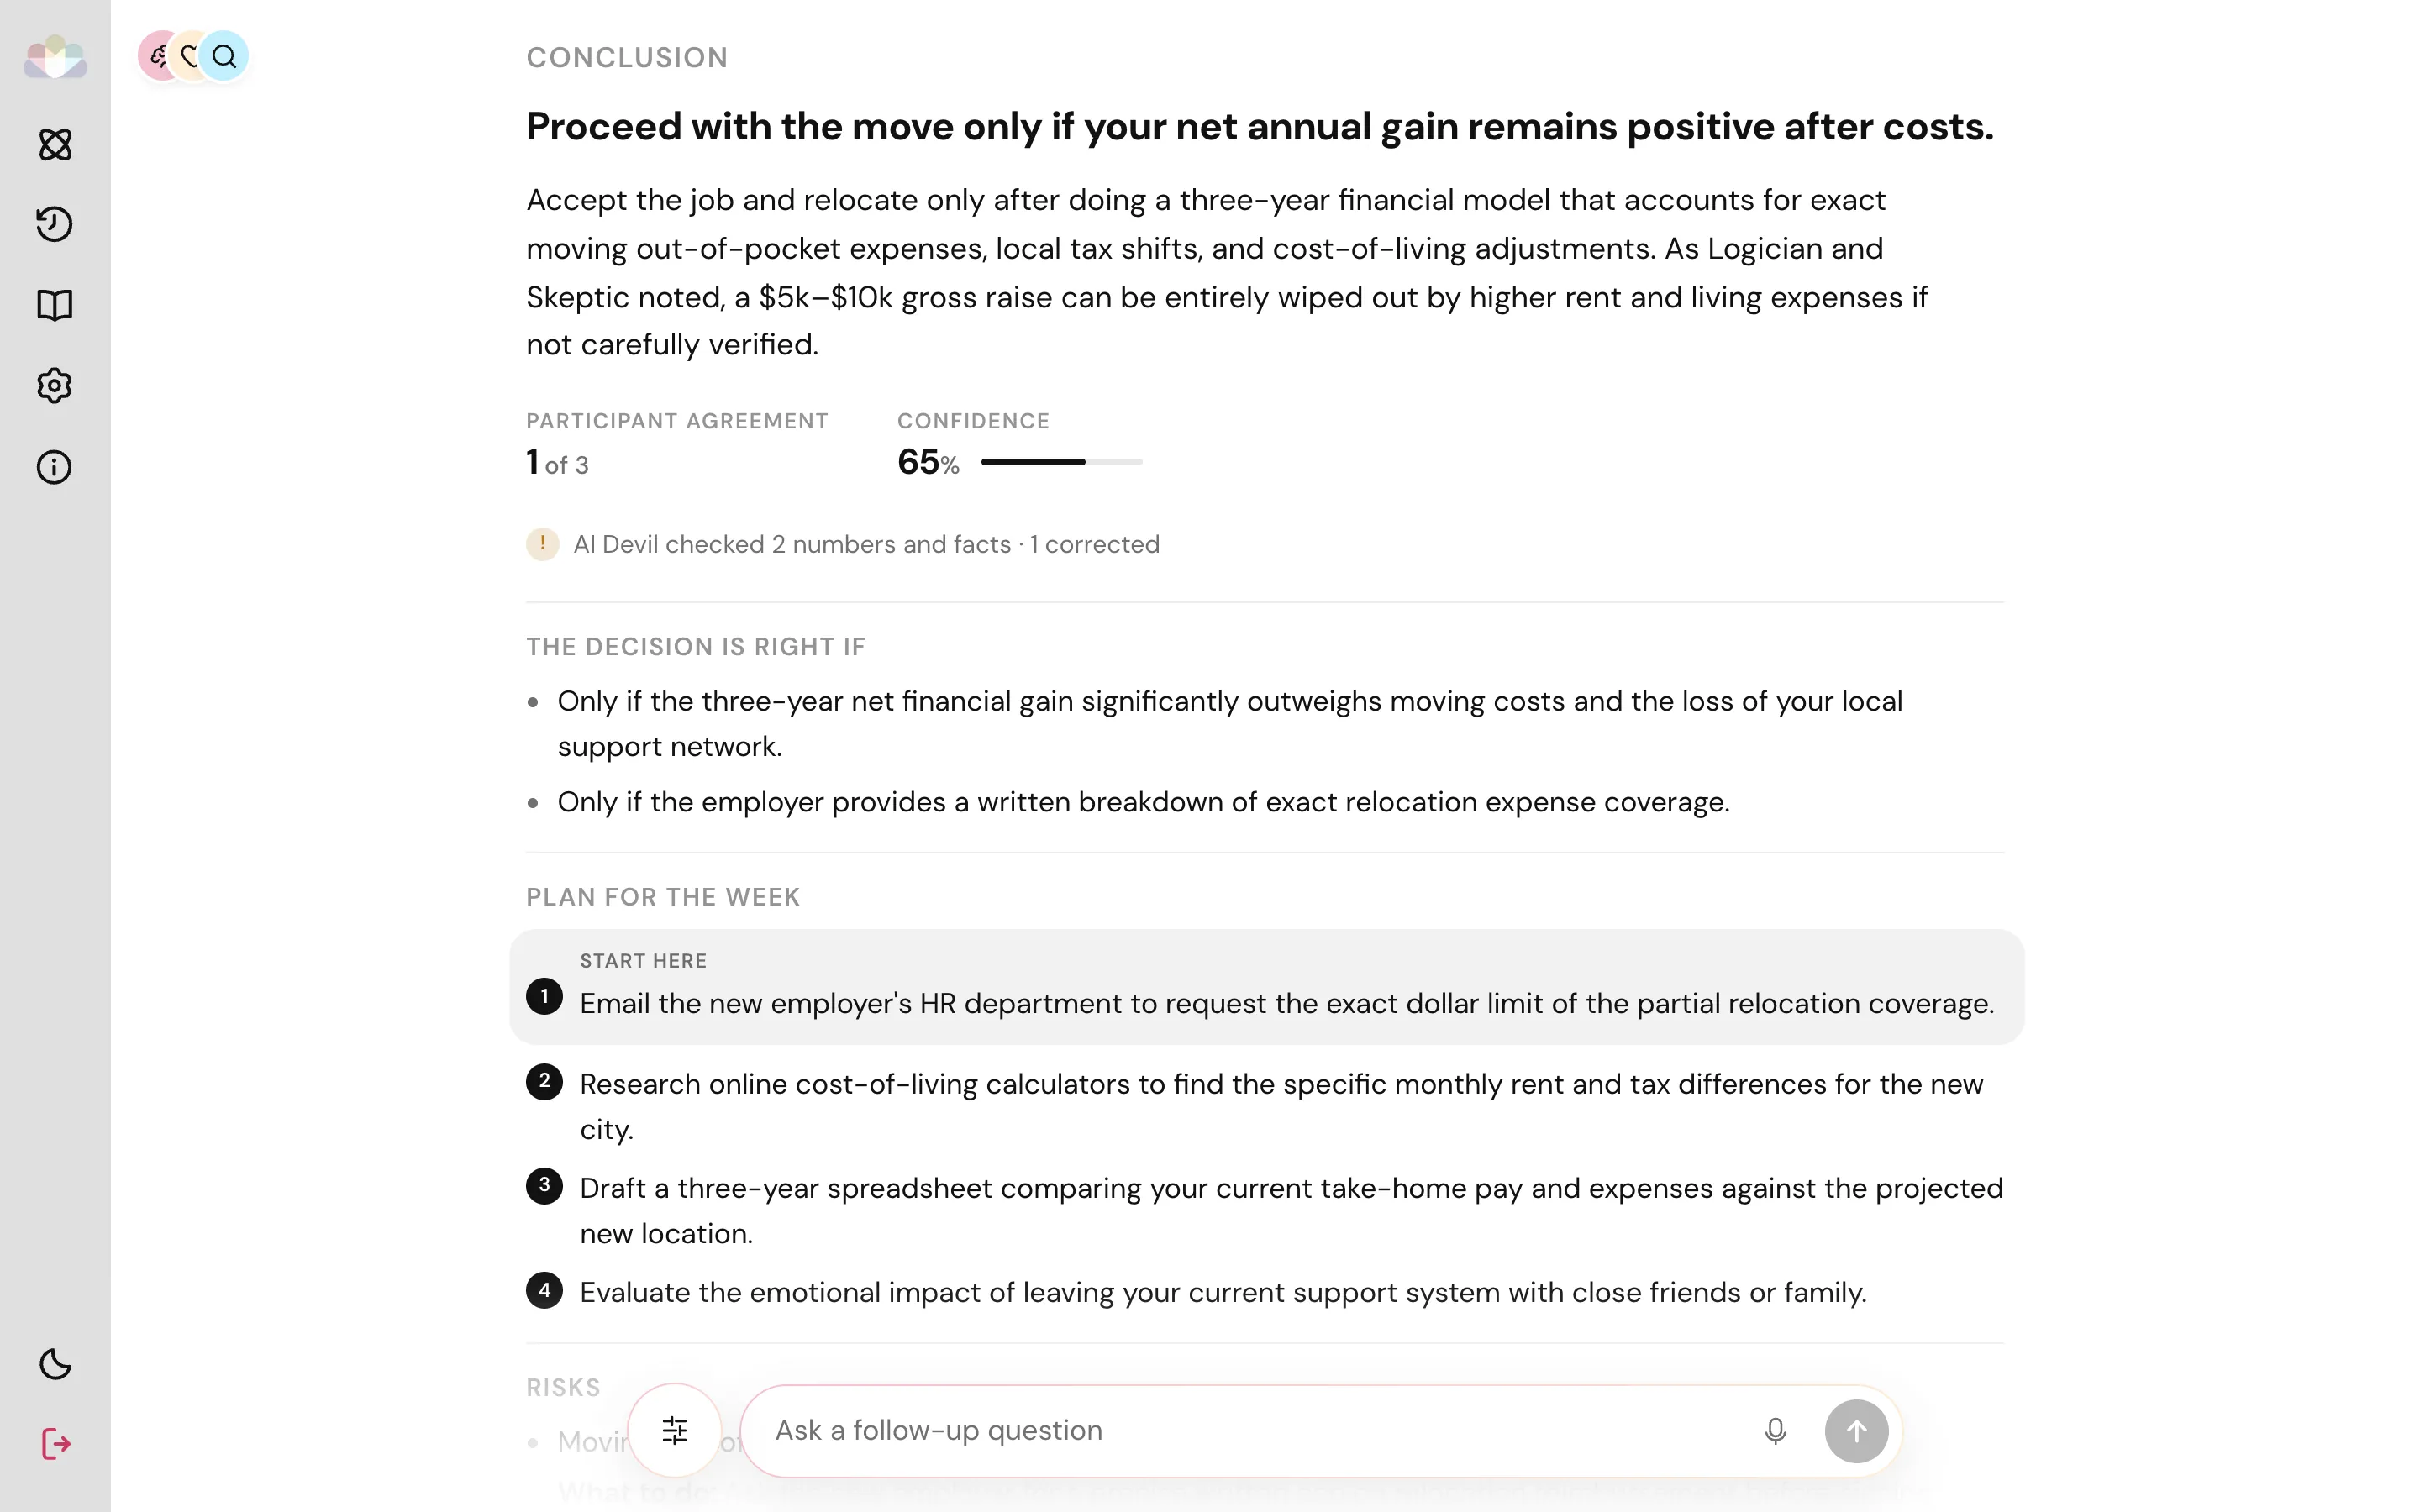 CONCLUSION
Proceed with the move only if your net annual gain remains positive after costs.
Accept the job and relocate only after doing a three-year financial model that accounts for exact
moving out-of-pocket expenses, local tax shifts, and cost-of-living adjustments. As Logician and
Skeptic noted, a $5k–$10k gross raise can be entirely wiped out by higher rent and living expenses if
not carefully verified.
PARTICIPANT AGREEMENT
1 of 3
CONFIDENCE
65%
! AI Devil checked 2 numbers and facts · 1 corrected
THE DECISION IS RIGHT IF
• Only if the three-year net financial gain significantly outweighs moving costs and the loss of your local
support network.
• Only if the employer provides a written breakdown of exact relocation expense coverage.
PLAN FOR THE WEEK
START HERE
1 Email the new employer's HR department to request the exact dollar limit of the partial relocation coverage.
2 Research online cost-of-living calculators to find the specific monthly rent and tax differences for the new
city.
3 Draft a three-year spreadsheet comparing your current take-home pay and expenses against the projected
new location.
4 Evaluate the emotional impact of leaving your current support system with close friends or family.
RISKS
Ask a follow-up question
What to do: